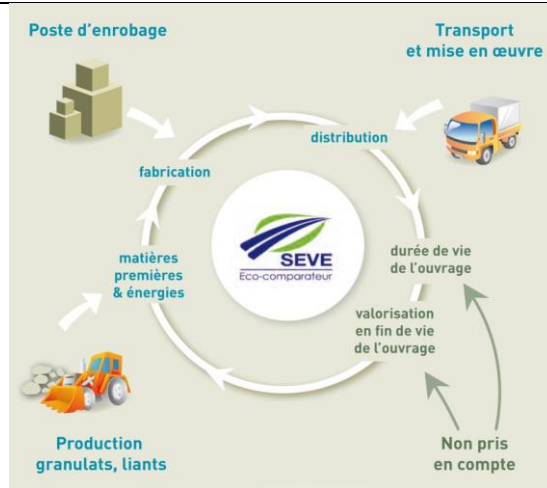 Poste d'enrobage
Transport
et mise en œuvre
distribution
fabrication
SEVE
Eco-comparateur
matières
premières
& énergies
durée de vie
de l'ouvrage
valorisation
en fin de vie
de l'ouvrage
Production
granulats, liants
Non pris
en compte